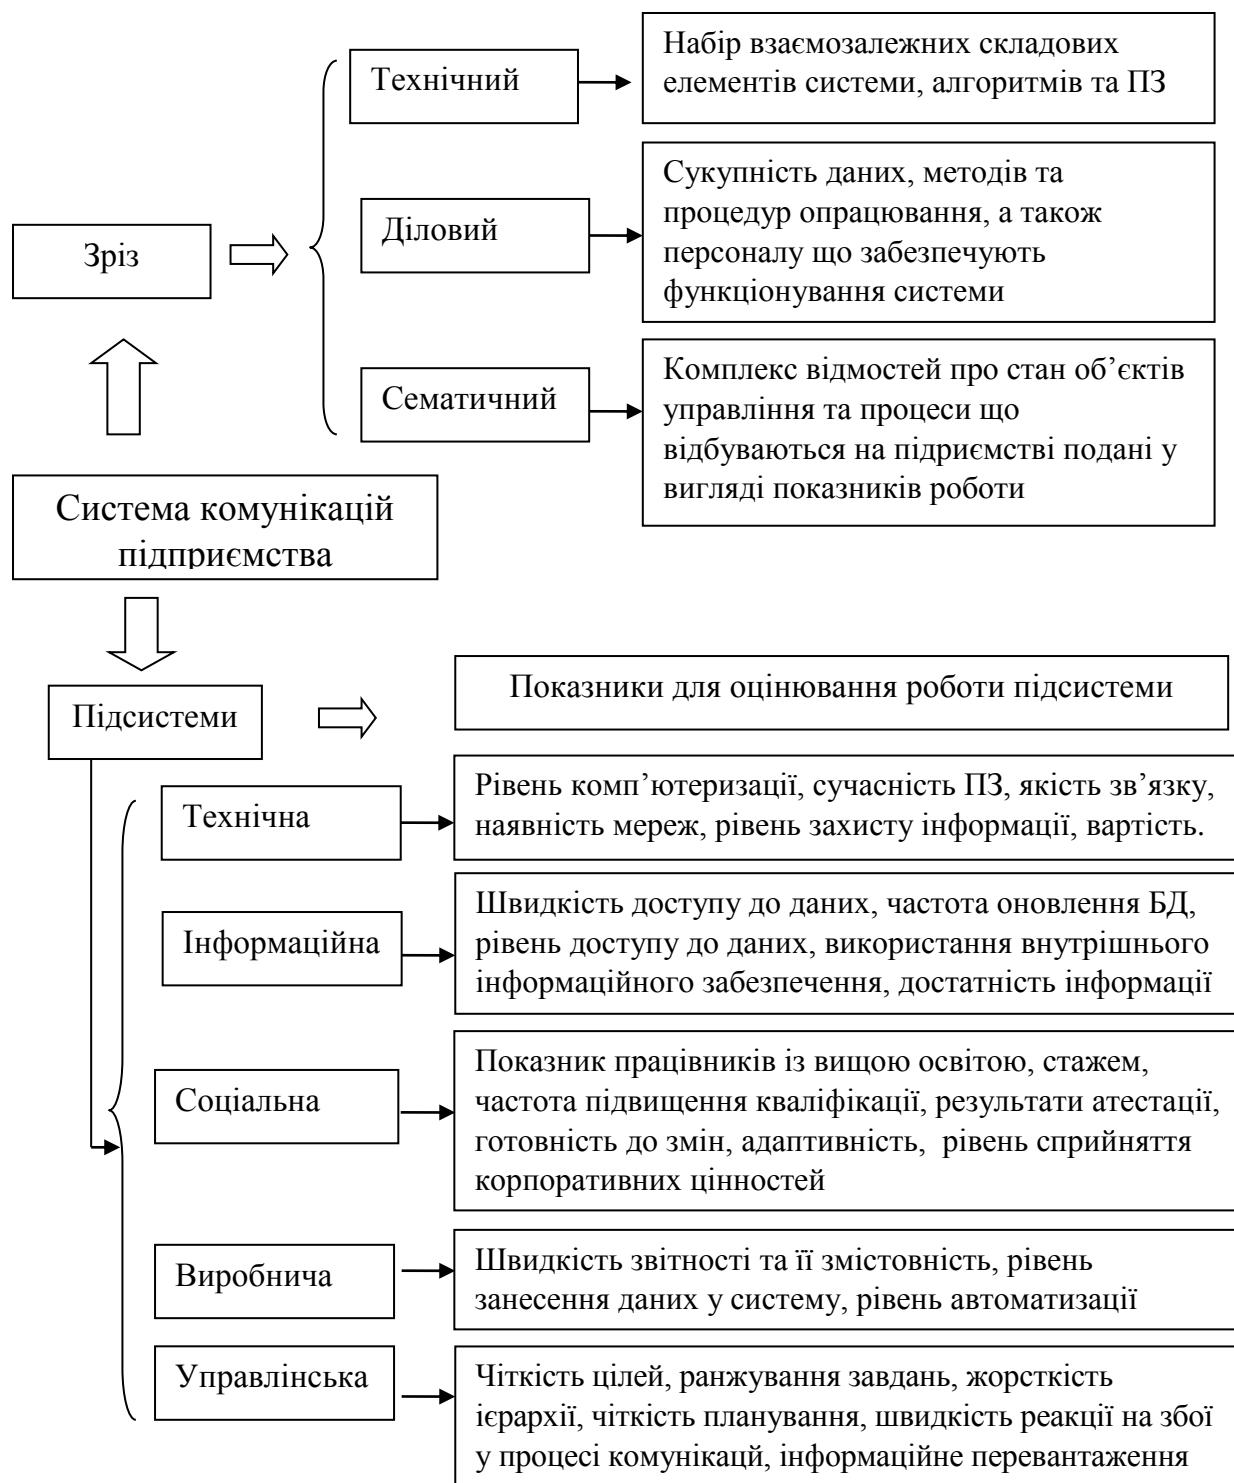 Набір взаємозалежних складових
елементів системи, алгоритмів та ПЗ
Технічний
Сукупність даних, методів та
процедур опрацювання, а також
персоналу що забезпечують
функціонування системи
Діловий
Зріз
Комплекс відмостей про стан об’єктів
управління та процеси що
відбуваються на підриємстві подані у
вигляді показників роботи
Сематичний
Система комунікацій
підприємства
Підсистеми
Показники для оцінювання роботи підсистеми
Технічна
Рівень комп’ютеризації, сучасність ПЗ, якість зв’язку,
наявність мереж, рівень захисту інформації, вартість.
Інформаційна
Швидкість доступу до даних, частота оновлення БД,
рівень доступу до даних, використання внутрішнього
інформаційного забезпечення, достатність інформації
Соціальна
Показник працівників із вищою освітою, стажем,
частота підвищення кваліфікації, результати атестації,
готовність до змін, адаптивність, рівень сприйняття
корпоративних цінностей
Виробнича
Швидкість звітності та її змістовність, рівень
занесення даних у систему, рівень автоматизації
Управлінська
Чіткість цілей, ранжування завдань, жорсткість
ієрархії, чіткість планування, швидкість реакції на збої
у процесі комунікацй, інформаційне перевантаження